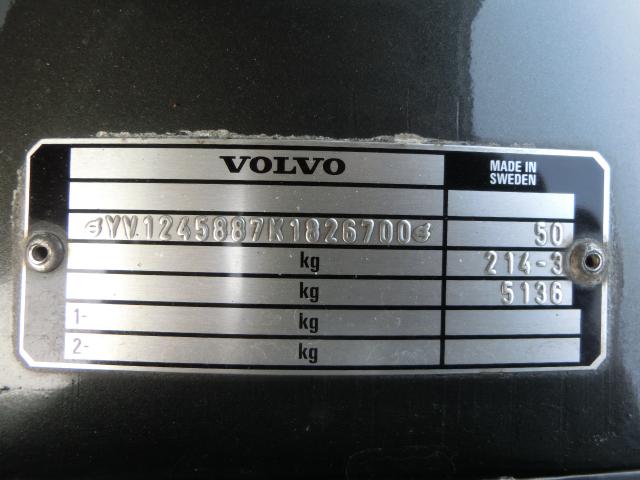 VOLVO
MADE IN
SWEDEN
YV1245887K1826700 50
kg 214-3
kg 5136
1- kg
2- kg